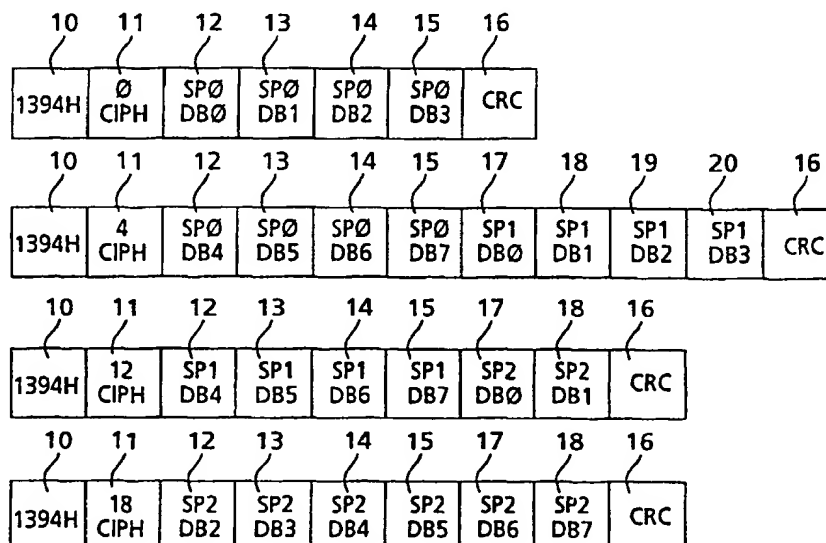 10 11 12 13 14 15 16
1394H Ø CIPH SPØ DBØ SPØ DB1 SPØ DB2 SPØ DB3 CRC
10 11 12 13 14 15 17 18 19 20 16
1394H 4 CIPH SPØ DB4 SPØ DB5 SPØ DB6 SPØ DB7 SP1 DBØ SP1 DB1 SP1 DB2 SP1 DB3 CRC
10 11 12 13 14 15 17 18 16
1394H 12 CIPH SP1 DB4 SP1 DB5 SP1 DB6 SP1 DB7 SP2 DBØ SP2 DB1 CRC
10 11 12 13 14 15 17 18 16
1394H 18 CIPH SP2 DB2 SP2 DB3 SP2 DB4 SP2 DB5 SP2 DB6 SP2 DB7 CRC